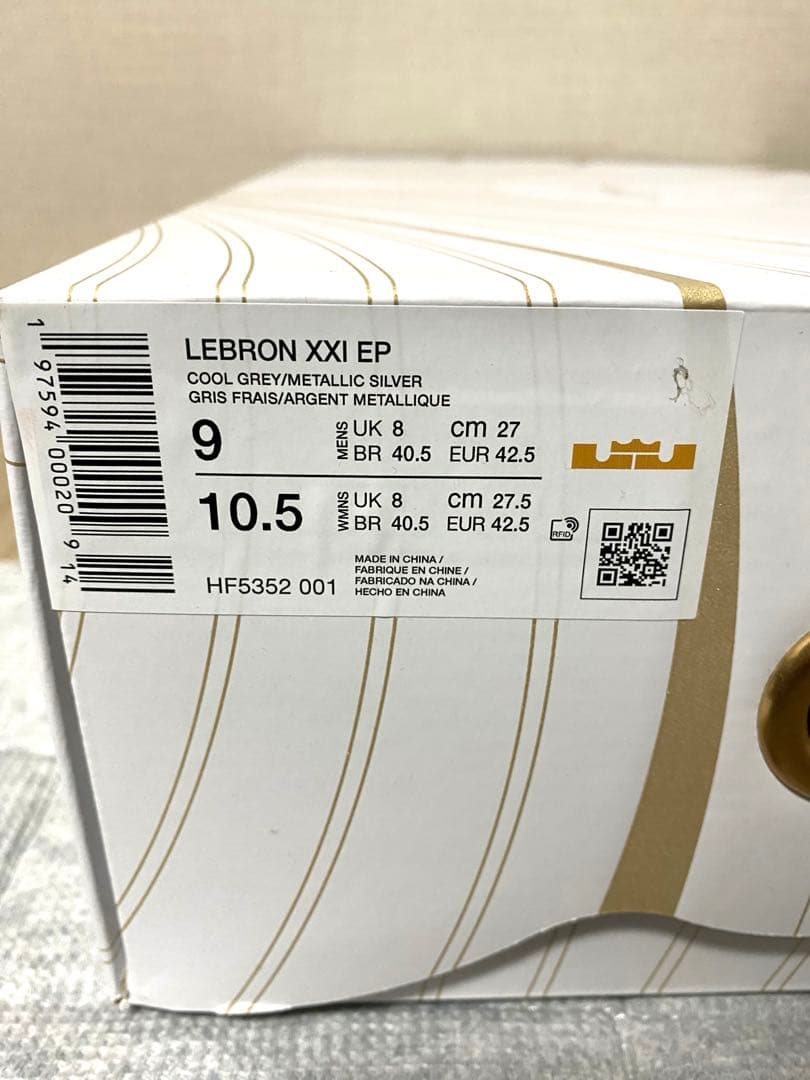 LEBRON XXI EP
COOL GREY/METALLIC SILVER
GRIS FRAIS/ARGENT METALLIQUE
9 MENS UK 8 cm 27
BR 40.5 EUR 42.5
10.5 WMNS UK 8 cm 27.5
BR 40.5 EUR 42.5
RFID
HF5352 001
MADE IN CHINA /
FABRIQUE EN CHINE /
FABRICADO NA CHINA /
HECHO EN CHINA
1 97594 00020 9 14